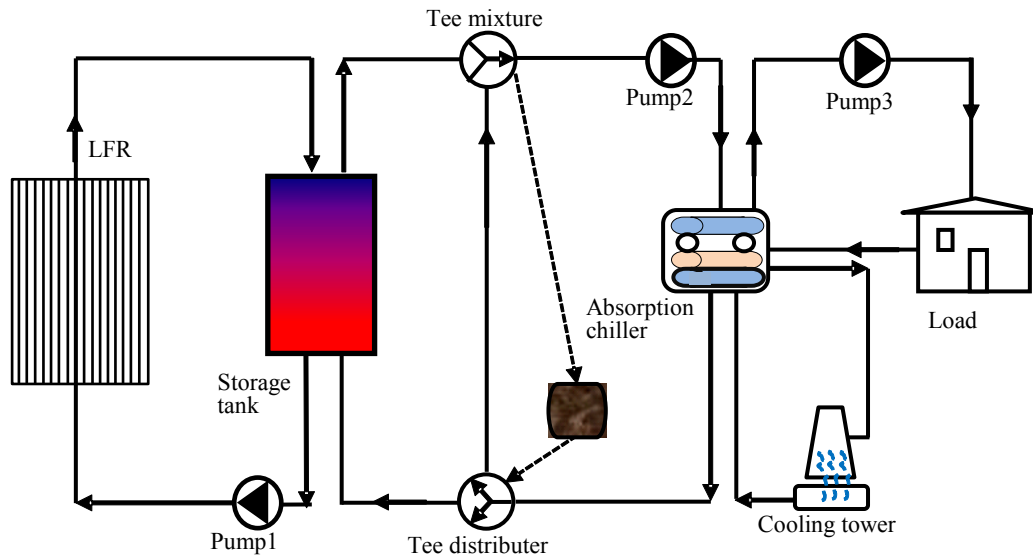 Tee mixture
Pump2
Pump3
LFR
Absorption
chiller
Load
Storage
tank
Pump1
Tee distributer
Cooling tower